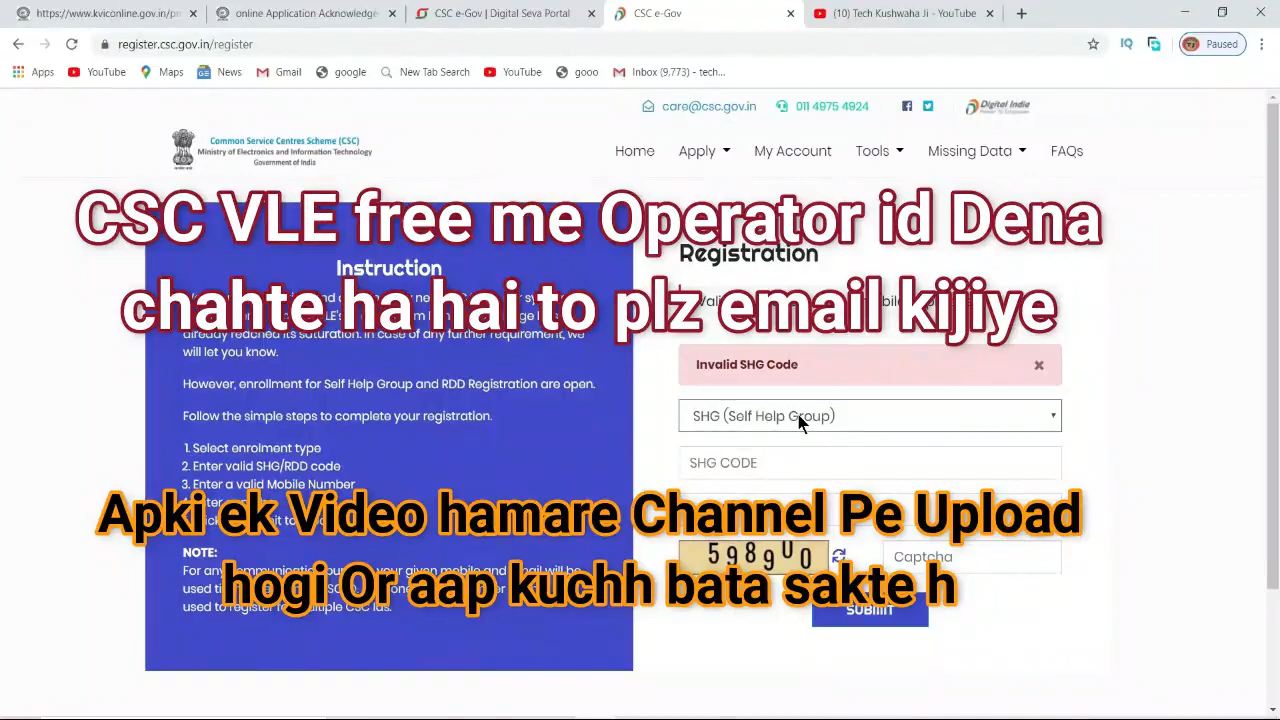 https://www.kviconline.gov.in/pm
online Application Acknowledge
CSC e-Gov | Digital Seva Portal
CSC e-Gov
(10) Tech Kushwaha Ji - YouTube
register.csc.gov.in/register
Paused
Apps
YouTube
Maps
News
Gmail
google
New Tab Search
YouTube
gooo
Inbox (9,773) - tech...
care@csc.gov.in
011 4975 4924
Digital India
Common Service Centres Scheme (CSC)
Ministry of Electronics and Information Technology
Government of India
Home
Apply
My Account
Tools
Missing Data
FAQs
CSC VLE free me Operator id Dena
Registration
Instruction
chahte ha hai to plz email kijiye
already reached its saturation. In case of any further requirement, we
will let you know.
Invalid SHG Code
However, enrollment for Self Help Group and RDD Registration are open.
SHG (Self Help Group)
Follow the simple steps to complete your registration.
1. Select enrolment type
2. Enter valid SHG/RDD code
SHG CODE
3. Enter a valid Mobile Number
Apki ek Video hamare Channel Pe Upload
NOTE:
5989U0
Captcha
hogi Or aap kuchh bata sakte h
SUBMIT